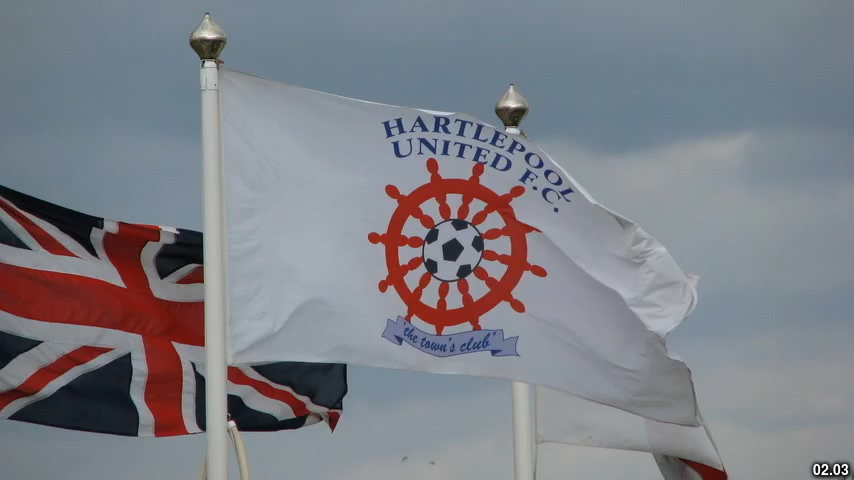 HARTLEPOOL
UNITED F.C.
'the town's club'
02.03